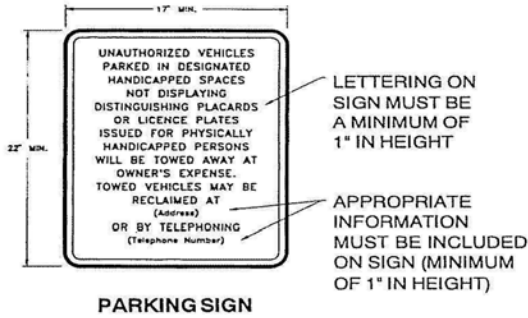 17" MIN.
22" MIN.
UNAUTHORIZED VEHICLES
PARKED IN DESIGNATED
HANDICAPPED SPACES
NOT DISPLAYING
DISTINGUISHING PLACARDS
OR LICENCE PLATES
ISSUED FOR PHYSICALLY
HANDICAPPED PERSONS
WILL BE TOWED AWAY AT
OWNER'S EXPENSE.
TOWED VEHICLES MAY BE
RECLAIMED AT
(Address)
OR BY TELEPHONING
(Telephone Number)
LETTERING ON
SIGN MUST BE
A MINIMUM OF
1" IN HEIGHT
APPROPRIATE
INFORMATION
MUST BE INCLUDED
ON SIGN (MINIMUM
OF 1" IN HEIGHT)
PARKING SIGN